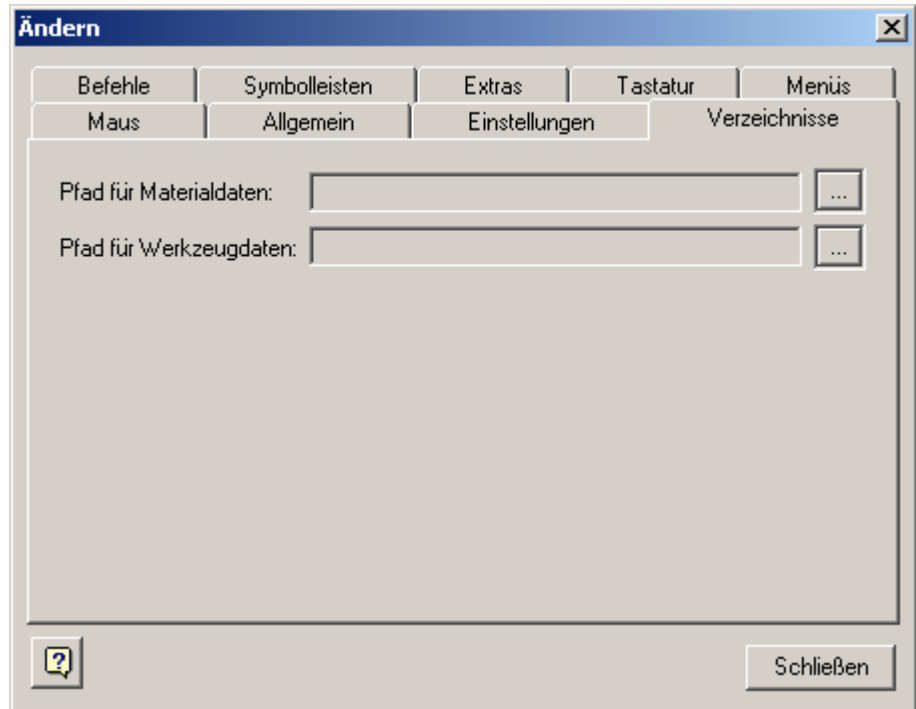 Ändern
Befehle Symbolleisten Extras Tastatur Menüs
Maus Allgemein Einstellungen Verzeichnisse
Pfad für Materialdaten: ...
Pfad für Werkzeugdaten: ...
?
Schließen